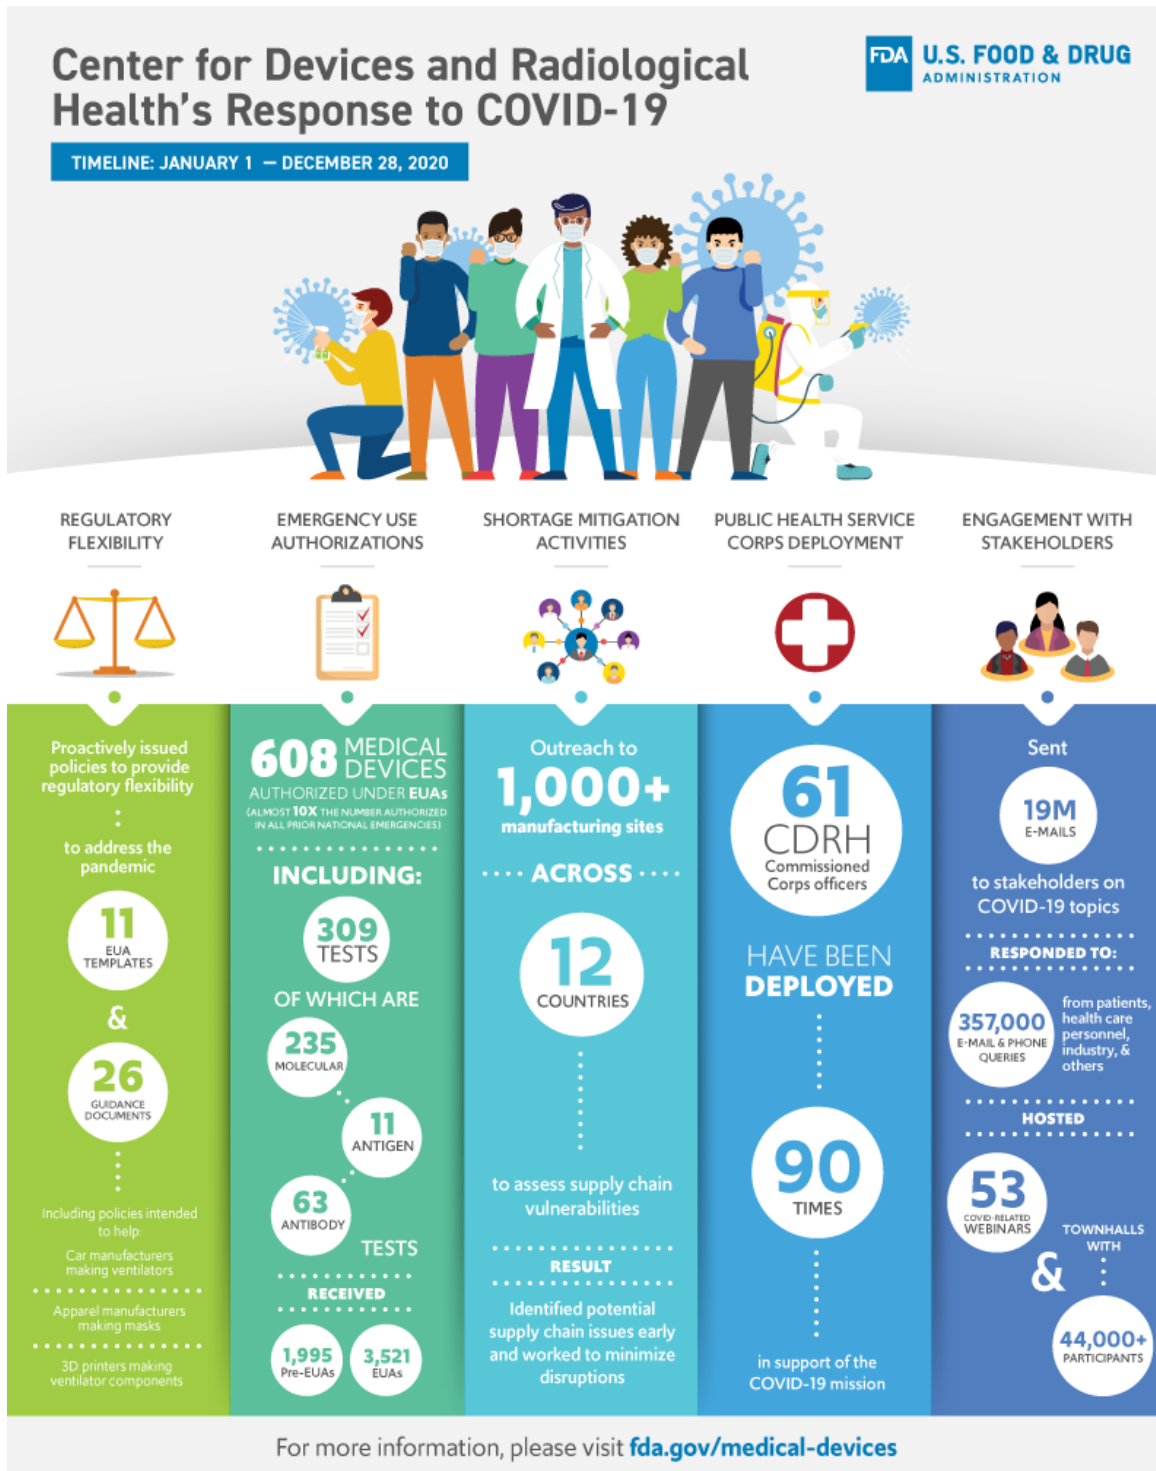 Center for Devices and Radiological
Health's Response to COVID-19
TIMELINE: JANUARY 1 — DECEMBER 28, 2020
FDA
U.S. FOOD & DRUG
ADMINISTRATION
REGULATORY
FLEXIBILITY
Proactively issued
policies to provide
regulatory flexibility
to address the
pandemic
11
EUA
TEMPLATES
&
26
GUIDANCE
DOCUMENTS
Including policies intended
to help:
Car manufacturers
making ventilators
Apparel manufacturers
making masks
3D printers making
ventilator components
EMERGENCY USE
AUTHORIZATIONS
608 MEDICAL
DEVICES
AUTHORIZED UNDER EUAs
(ALMOST 10X THE NUMBER AUTHORIZED
IN ALL PRIOR NATIONAL EMERGENCIES)
INCLUDING:
309
TESTS
OF WHICH ARE
235
MOLECULAR
11
ANTIGEN
63
ANTIBODY
TESTS
RECEIVED
1,995
Pre-EUAs
3,521
EUAs
SHORTAGE MITIGATION
ACTIVITIES
Outreach to
1,000+
manufacturing sites
ACROSS
12
COUNTRIES
to assess supply chain
vulnerabilities
RESULT
Identified potential
supply chain issues early
and worked to minimize
disruptions
PUBLIC HEALTH SERVICE
CORPS DEPLOYMENT
61
CDRH
Commissioned
Corps officers
HAVE BEEN
DEPLOYED
90
TIMES
in support of the
COVID-19 mission
ENGAGEMENT WITH
STAKEHOLDERS
Sent
19M
E-MAILS
to stakeholders on
COVID-19 topics
RESPONDED TO:
357,000
E-MAIL & PHONE
QUERIES
from patients,
health care
personnel,
industry, &
others
HOSTED
53
COVID-RELATED
WEBINARS
&
TOWNHALLS
WITH
44,000+
PARTICIPANTS
For more information, please visit fda.gov/medical-devices